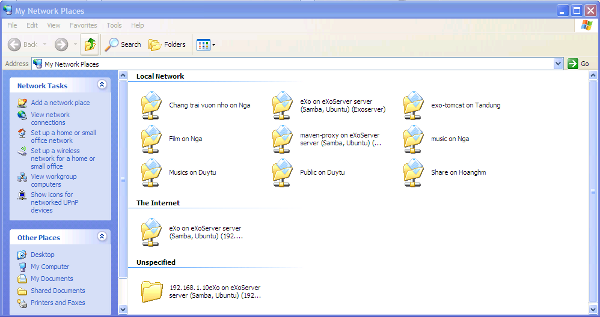 My Network Places
File Edit View Favorites Tools Help
Back Search Folders
Address My Network Places Go
Network Tasks
Add a network place
View network
connections
Set up a home or small
office network
Set up a wireless
network for a home or
small office
View workgroup
computers
Show icons for
networked UPnP
devices
Other Places
Desktop
My Computer
My Documents
Shared Documents
Printers and Faxes
Local Network
Chang trai vuon nho on Nga
eXo on eXoServer server
(Samba, Ubuntu) (Exoserver)
exo-tomcat on Tandung
Film on Nga
maven-proxy on eXoServer
server (Samba, Ubuntu) (...
music on Nga
Musics on Duytu
Public on Duytu
Share on Hoanghm
The Internet
eXo on eXoServer server
(Samba, Ubuntu) (192....
Unspecified
192.168.1.10eXo on eXoServer
server (Samba, Ubuntu) (192...